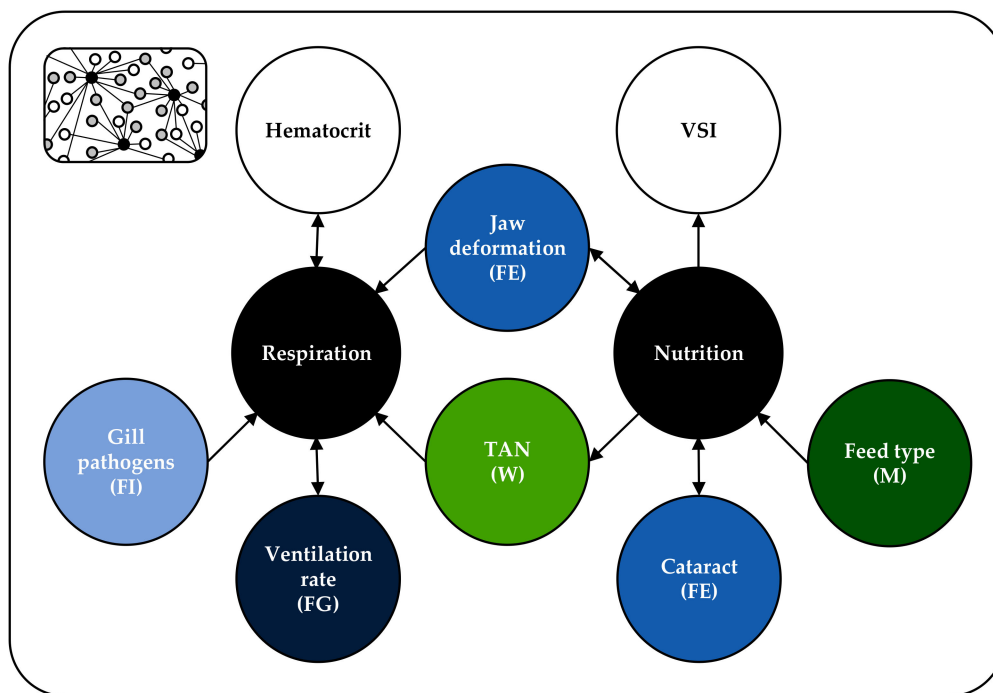 Hematocrit
VSI
Jaw
deformation
(FE)
Respiration
Nutrition
Gill
pathogens
(FI)
TAN
(W)
Feed type
(M)
Ventilation
rate
(FG)
Cataract
(FE)